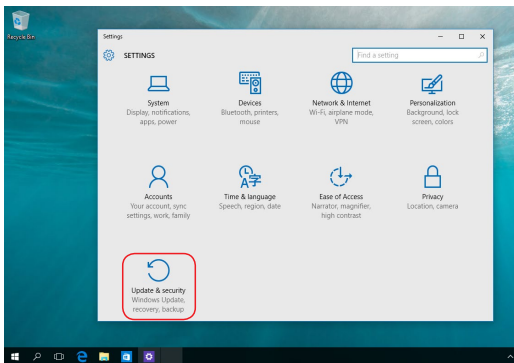 Recycle Bin
Settings
SETTINGS
Find a setting
System
Display, notifications,
apps, power
Devices
Bluetooth, printers,
mouse
Network & Internet
Wi-Fi, airplane mode,
VPN
Personalization
Background, lock
screen, colors
Accounts
Your account, sync
settings, work, family
Time & language
Speech, region, date
Ease of Access
Narrator, magnifier,
high contrast
Privacy
Location, camera
Update & security
Windows Update,
recovery, backup